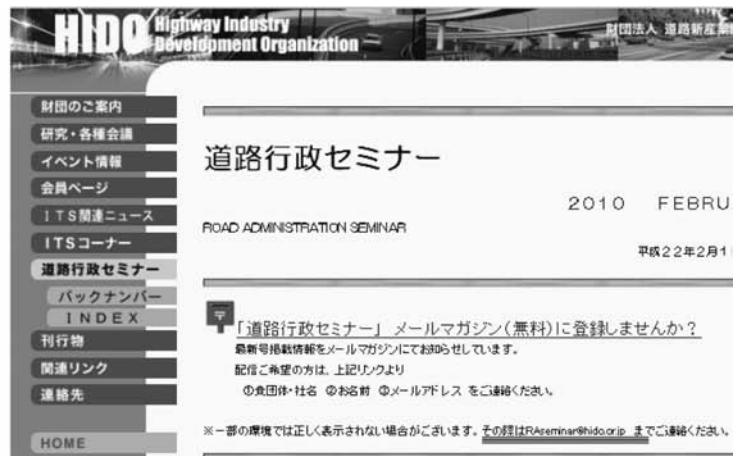 HIDO Highway Industry Development Organization
財団法人 道路新産業
財団のご案内
研究・各種会議
イベント情報
会員ページ
ITS関連ニュース
ITSコーナー
道路行政セミナー
バックナンバー
INDEX
刊行物
関連リンク
連絡先
HOME
道路行政セミナー
2010 FEBRU
ROAD ADMINISTRATION SEMINAR
平成22年2月1
「道路行政セミナー」 メールマガジン(無料)に登録しませんか?
最新号掲載情報をメールマガジンにてお知らせしています。
配信ご希望の方は、上記リンクより
①貴団体・社名 ②お名前 ③メールアドレス をご連絡ください。
※一部の環境では正しく表示されない場合がございます。その際はRAseminar@hido.or.jp までご連絡ください。